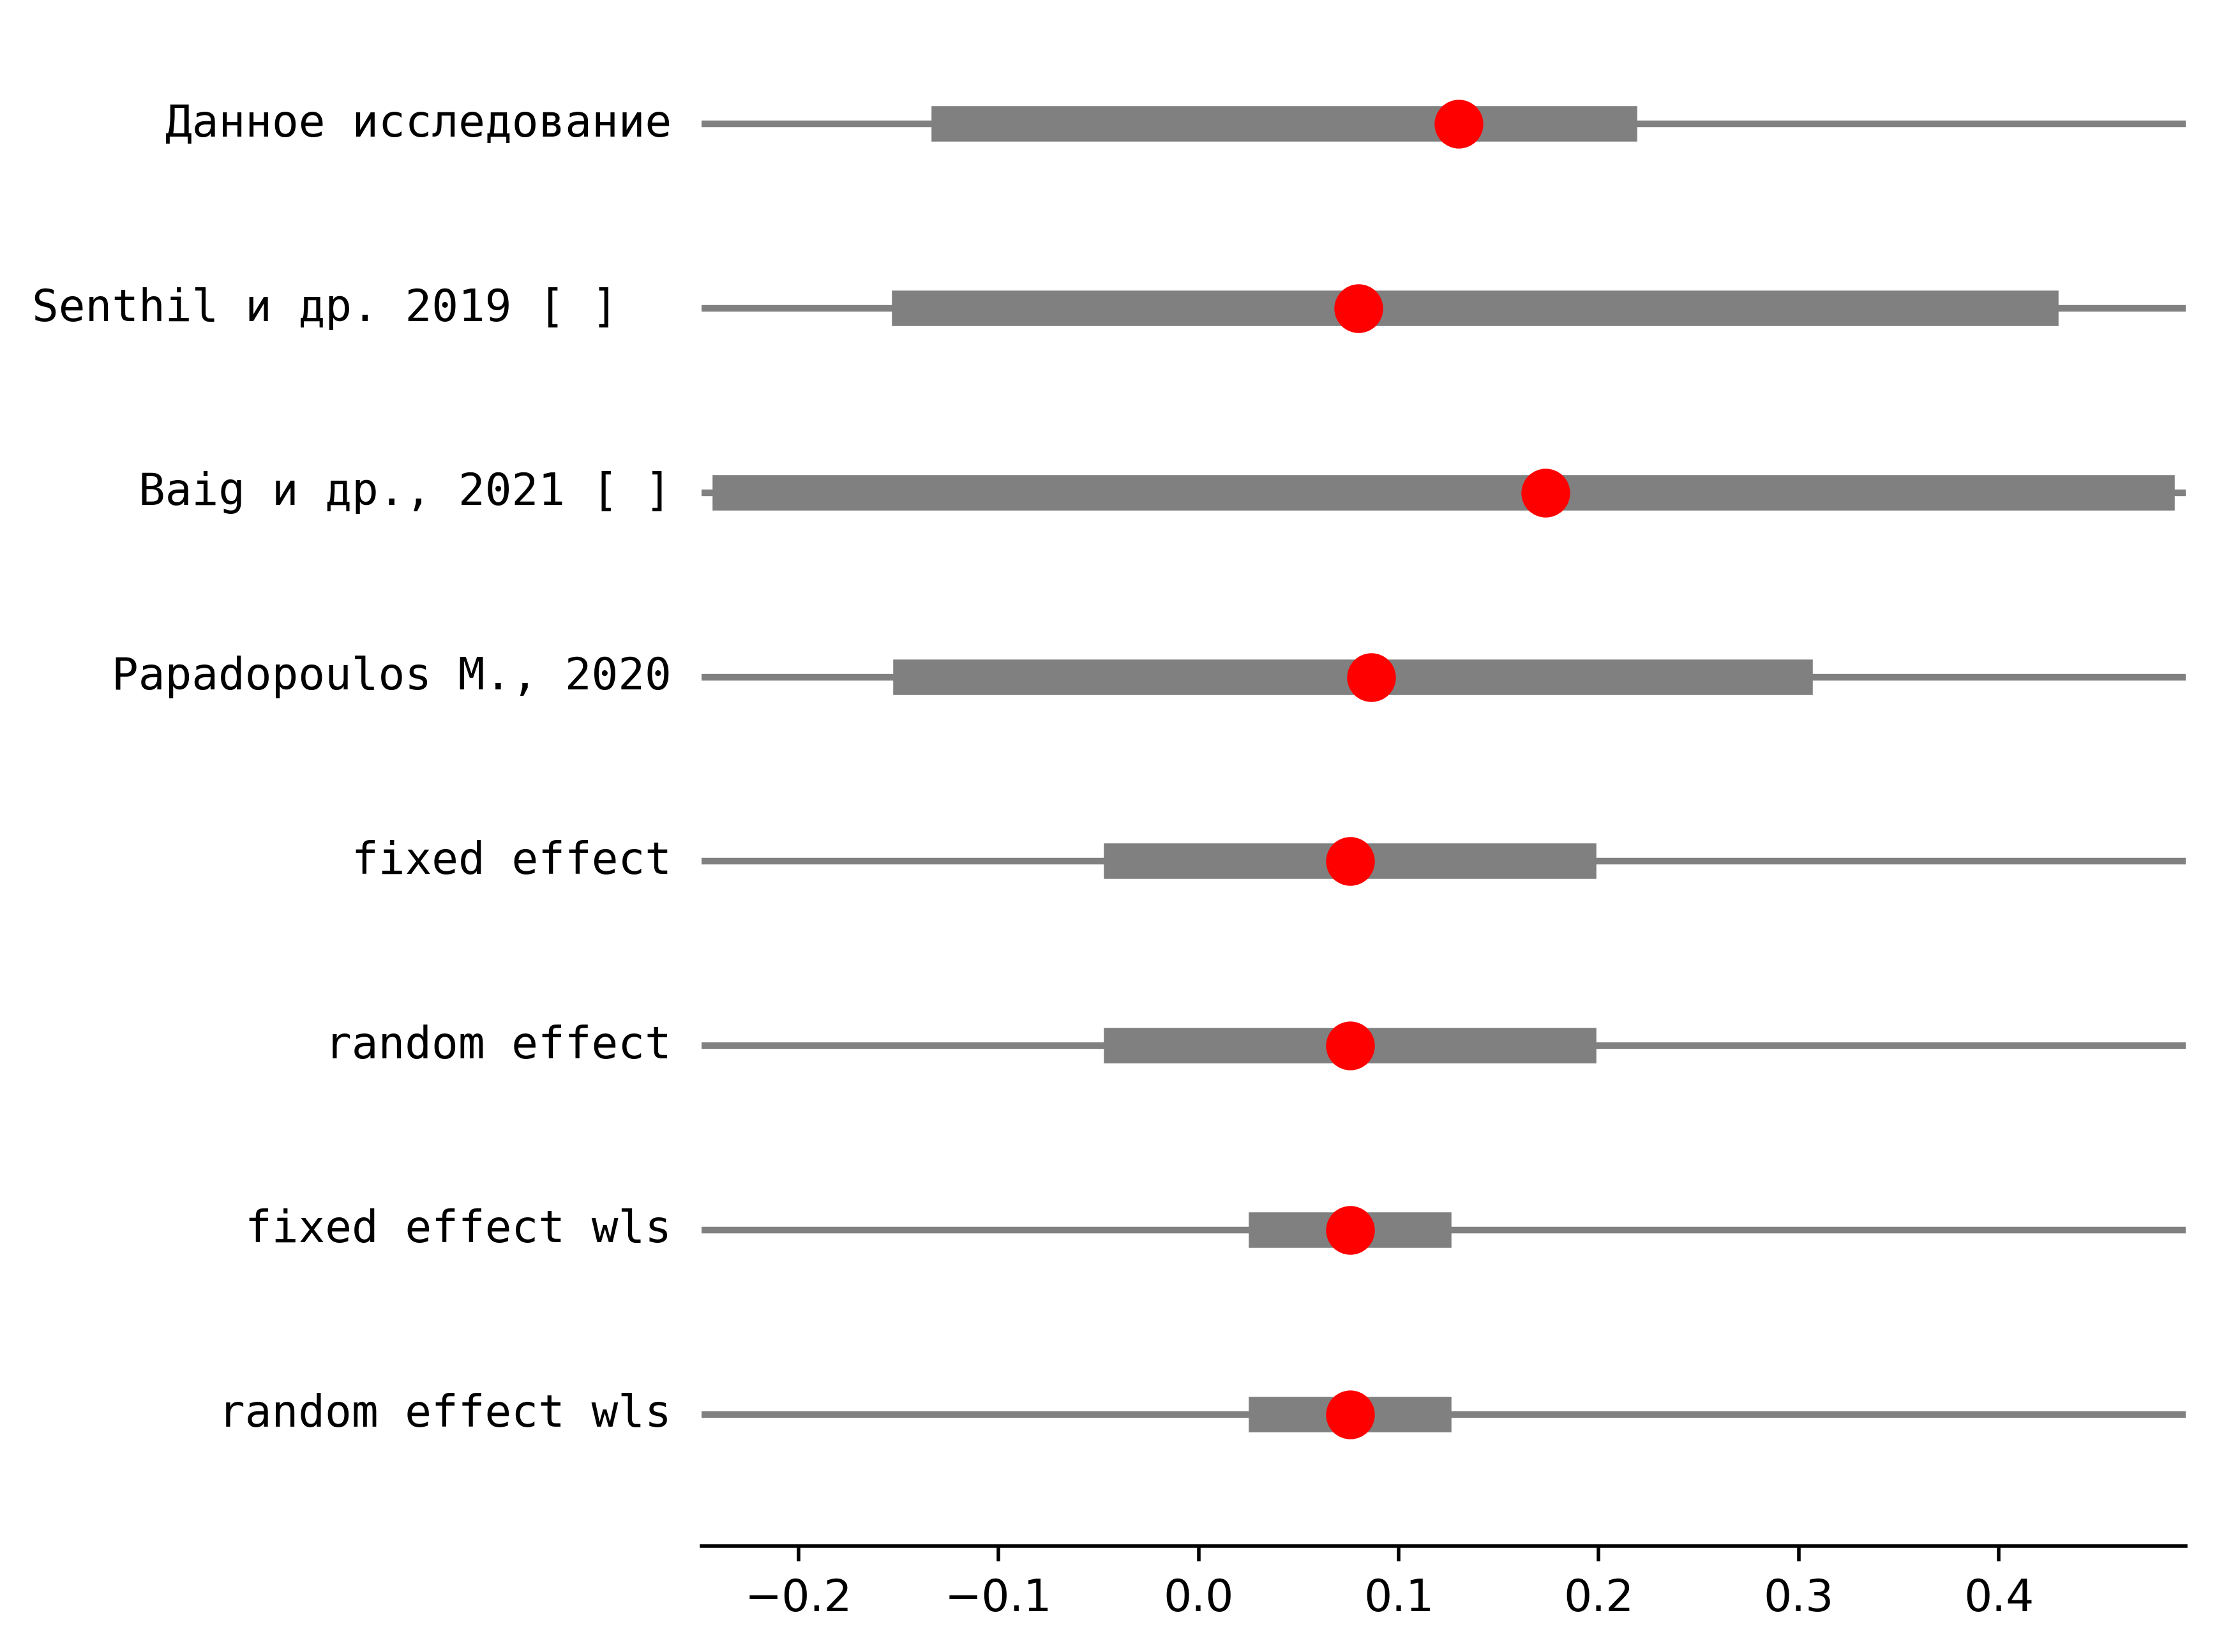 Данное исследование
Senthil и др. 2019 [ ]
Baig и др., 2021 [ ]
Papadopoulos M., 2020
fixed effect
random effect
fixed effect wls
random effect wls
−0.2 −0.1 0.0 0.1 0.2 0.3 0.4